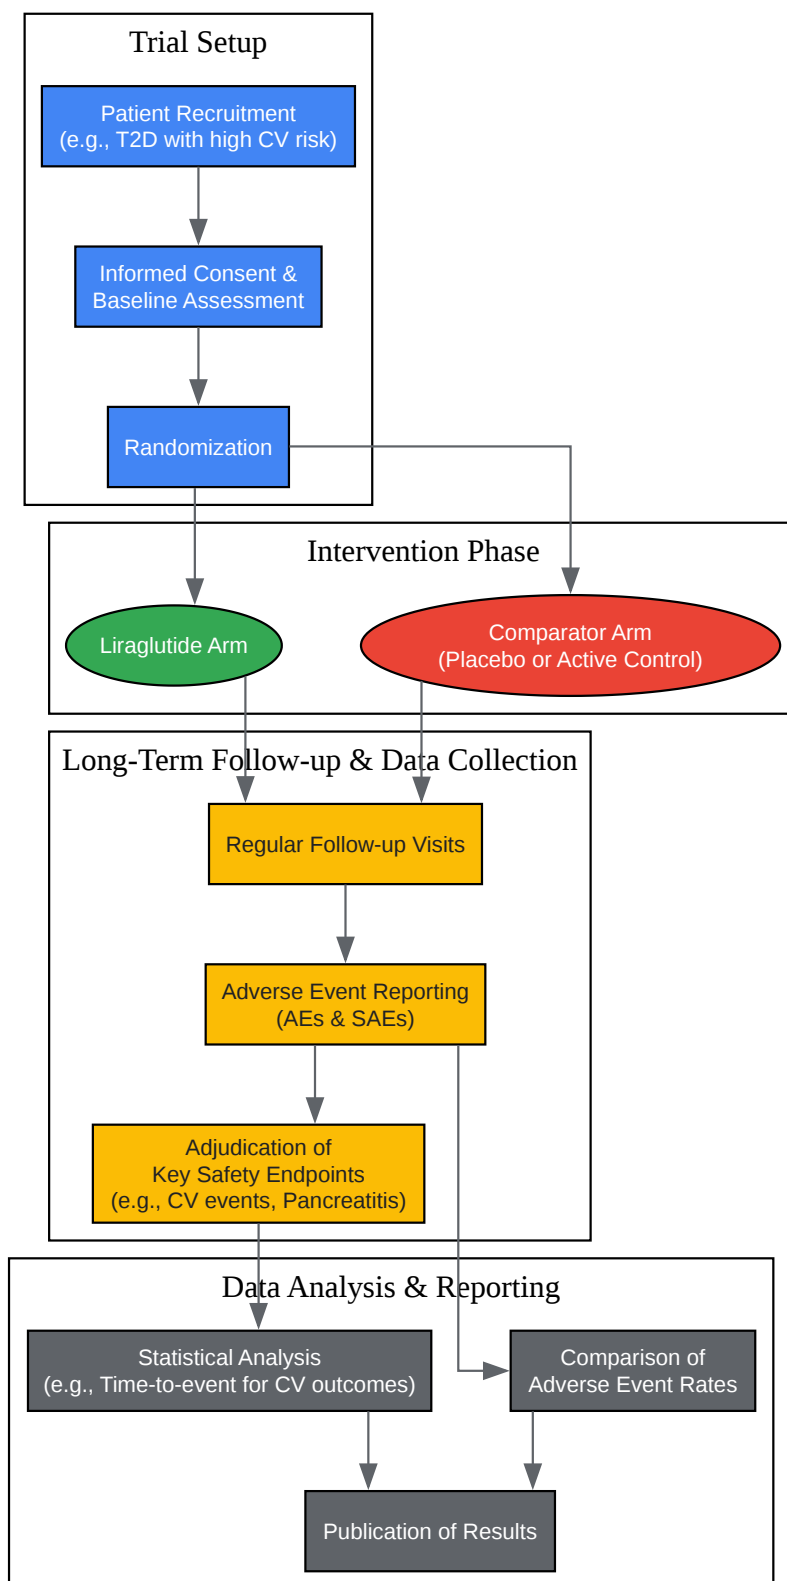 Trial Setup
Patient Recruitment
(e.g., T2D with high CV risk)
Informed Consent &
Baseline Assessment
Randomization
Intervention Phase
Liraglutide Arm
Comparator Arm
(Placebo or Active Control)
Long-Term Follow-up & Data Collection
Regular Follow-up Visits
Adverse Event Reporting
(AEs & SAEs)
Adjudication of
Key Safety Endpoints
(e.g., CV events, Pancreatitis)
Data Analysis & Reporting
Statistical Analysis
(e.g., Time-to-event for CV outcomes)
Comparison of
Adverse Event Rates
Publication of Results